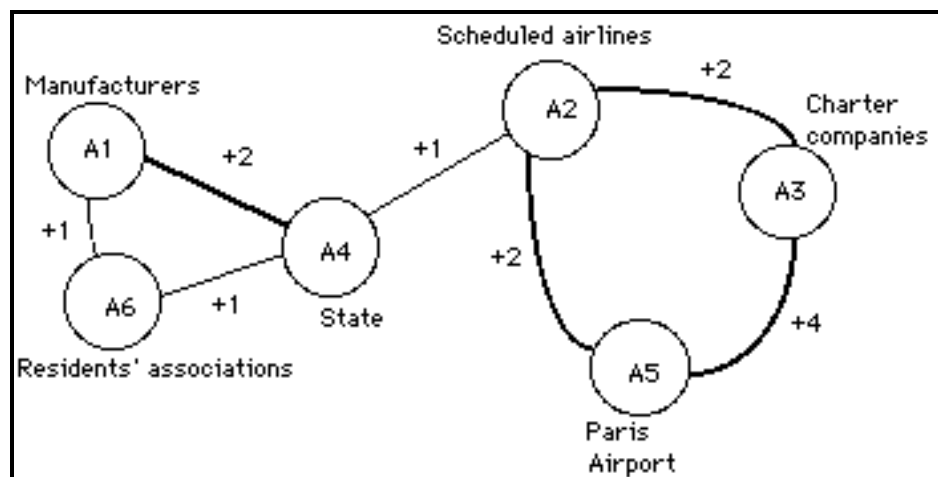 Scheduled airlines
+2
Manufacturers
Charter
companies
A2
A1
+2
+1
A3
+1
A4
+2
A6
+1
State
+4
Residents' associations
A5
Paris
Airport